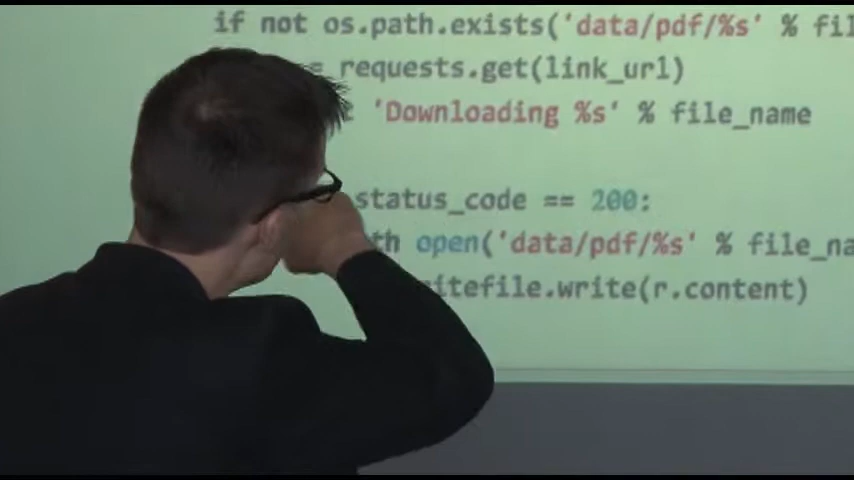 if not os.path.exists('data/pdf/%s' % fil
= requests.get(link_url)
'Downloading %s' % file_name
status_code == 200:
open('data/pdf/%s' % file_na
itefile.write(r.content)